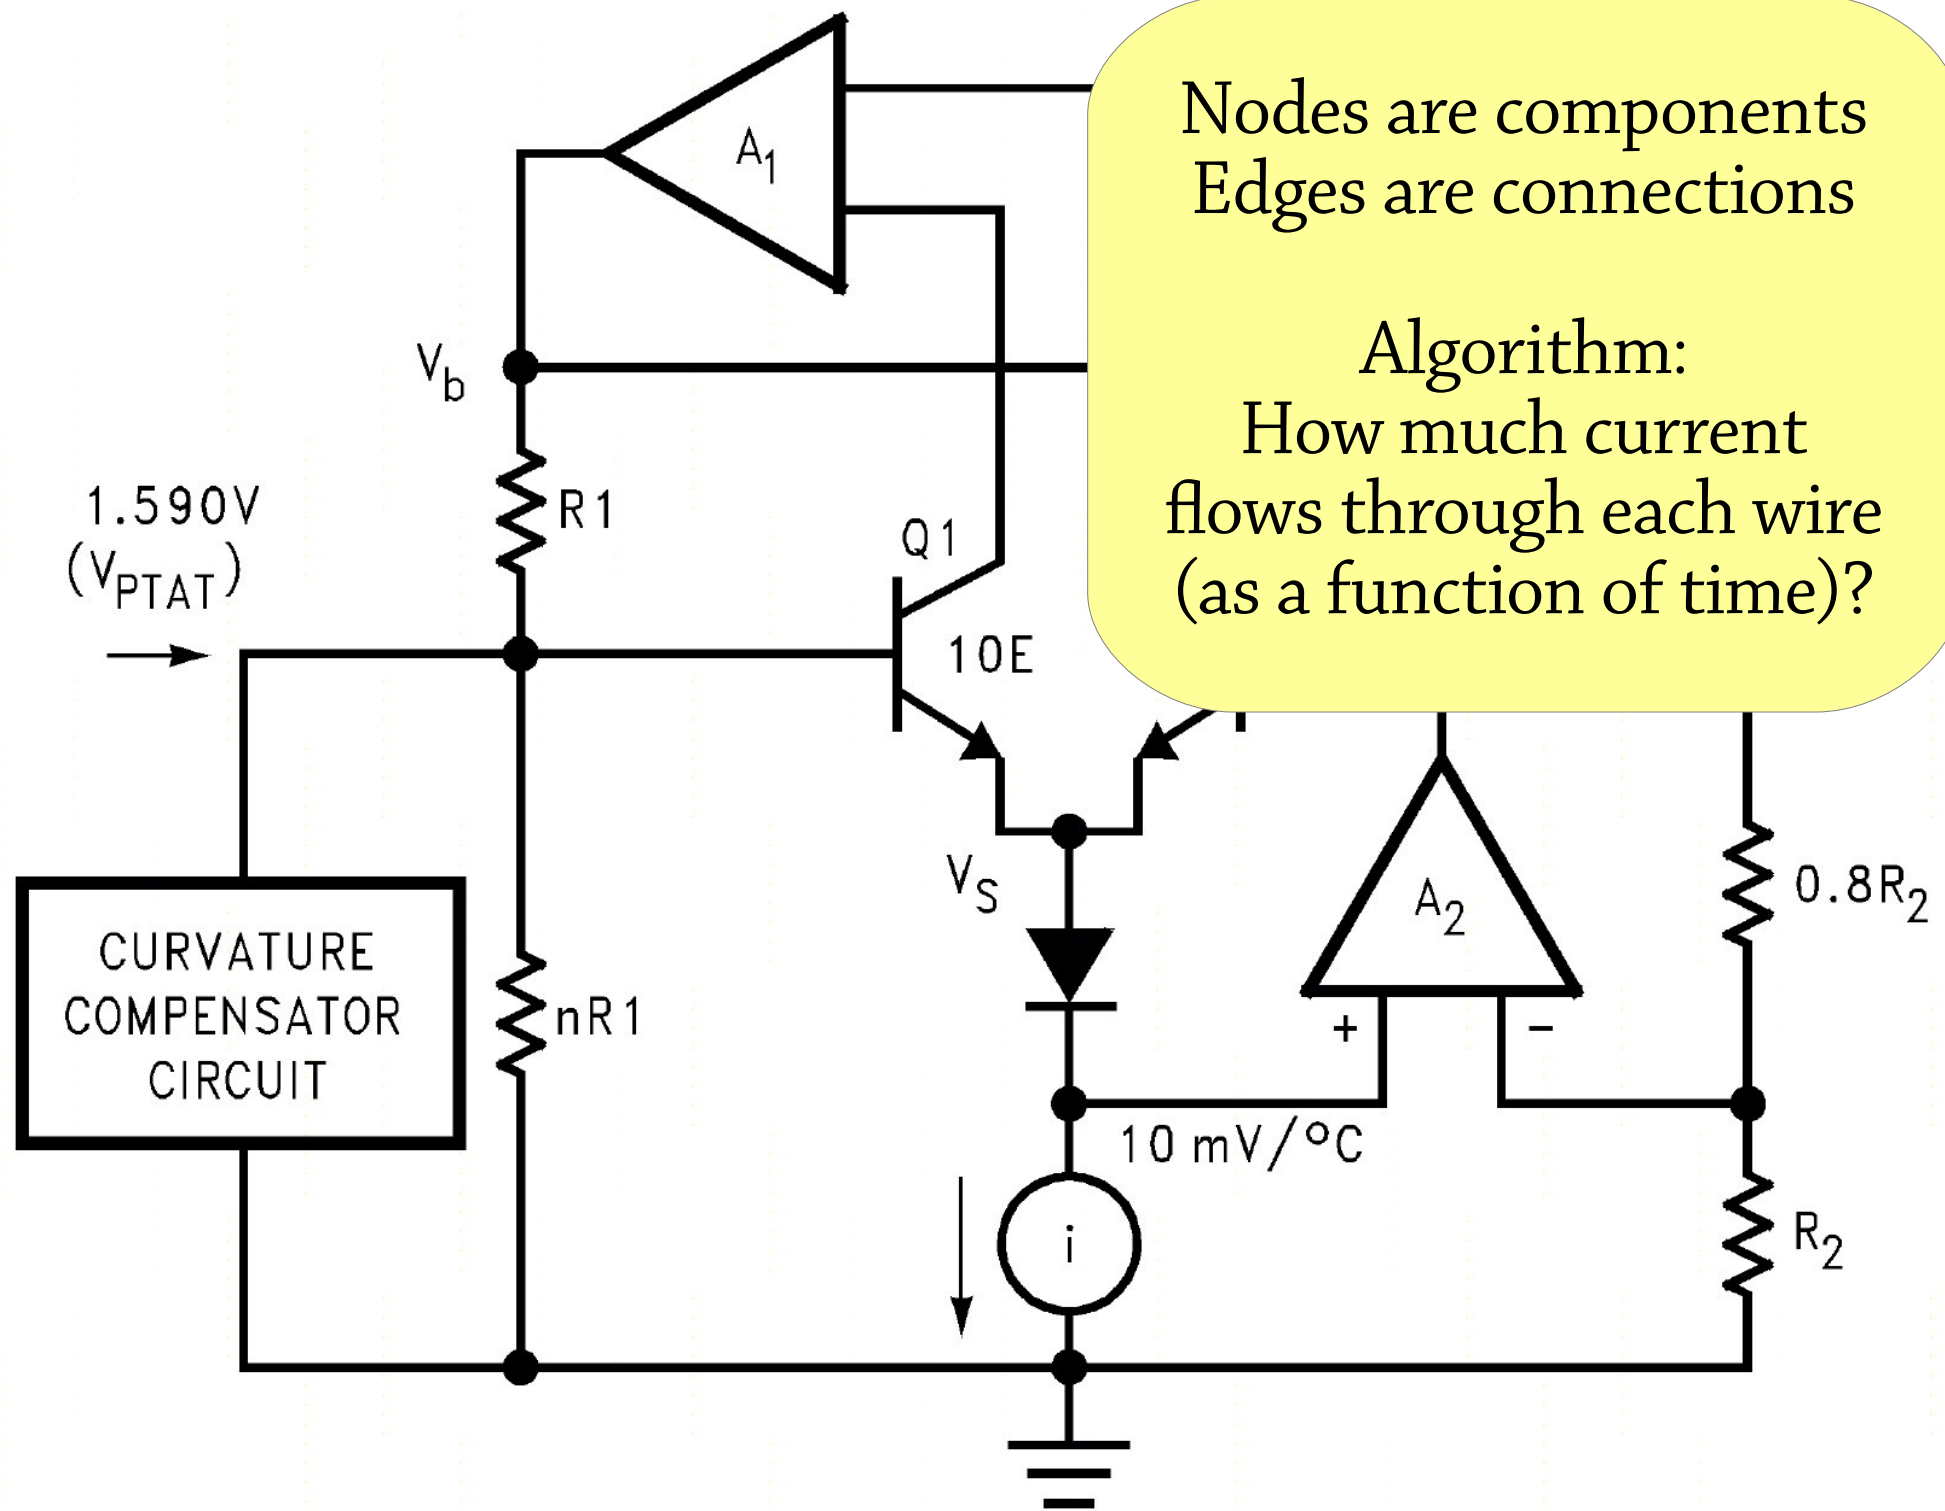 Nodes are components
Edges are connections
Algorithm:
How much current
flows through each wire
(as a function of time)?
A1
Vb
R1
1.590V
(VPTAT)
Q1
10E
VS
CURVATURE
COMPENSATOR
CIRCUIT
nR1
A2
+
−
0.8R2
10 mV/°C
i
R2